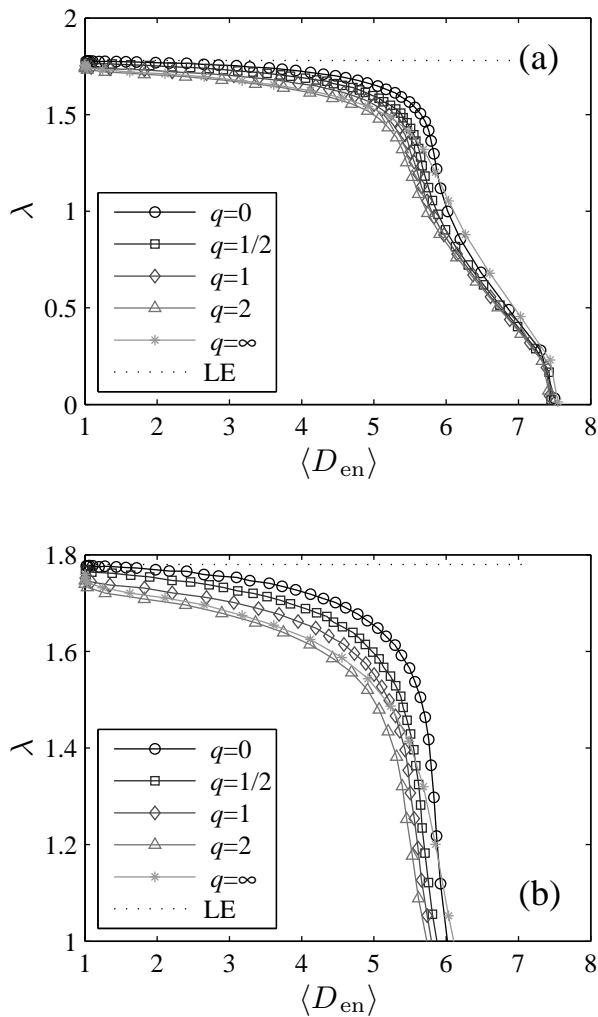 2
(a)
1.5
λ
1
q=0
q=1/2
q=1
q=2
q=∞
LE
0.5
0
1 2 3 4 5 6 7 8
⟨D en⟩
1.8
1.6
λ
1.4
q=0
q=1/2
q=1
q=2
q=∞
LE
1.2
(b)
1
1 2 3 4 5 6 7 8
⟨D en⟩